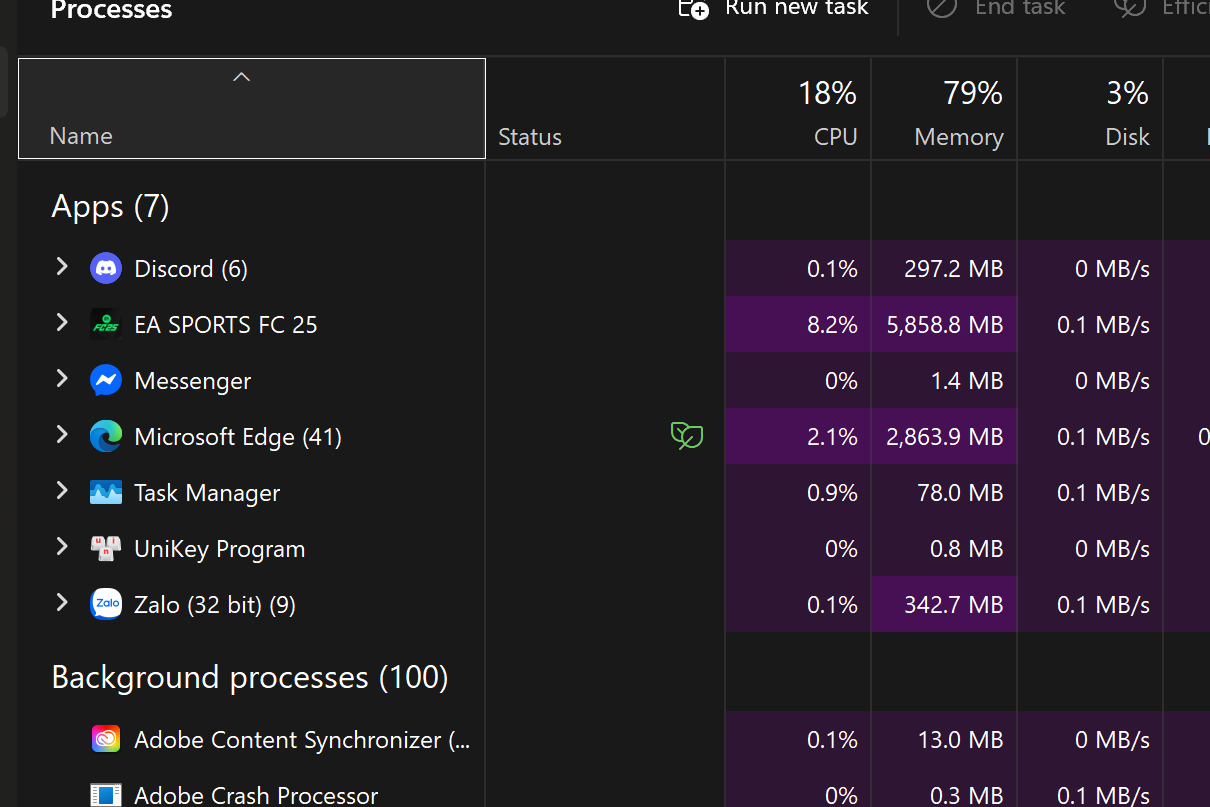 Processes
Run new task
End task
18%
79%
3%
Name
Status
CPU
Memory
Disk
Apps (7)
Discord (6)
0.1%
297.2 MB
0 MB/s
FC25
EA SPORTS FC 25
8.2%
5,858.8 MB
0.1 MB/s
Messenger
0%
1.4 MB
0 MB/s
Microsoft Edge (41)
2.1%
2,863.9 MB
0.1 MB/s
0
Task Manager
0.9%
78.0 MB
0.1 MB/s
u n i
UniKey Program
0%
0.8 MB
0 MB/s
Zalo
Zalo (32 bit) (9)
0.1%
342.7 MB
0.1 MB/s
Background processes (100)
Adobe Content Synchronizer (...
0.1%
13.0 MB
0 MB/s
Adobe Crash Processor
0%
0.3 MB
0.1 MB/s